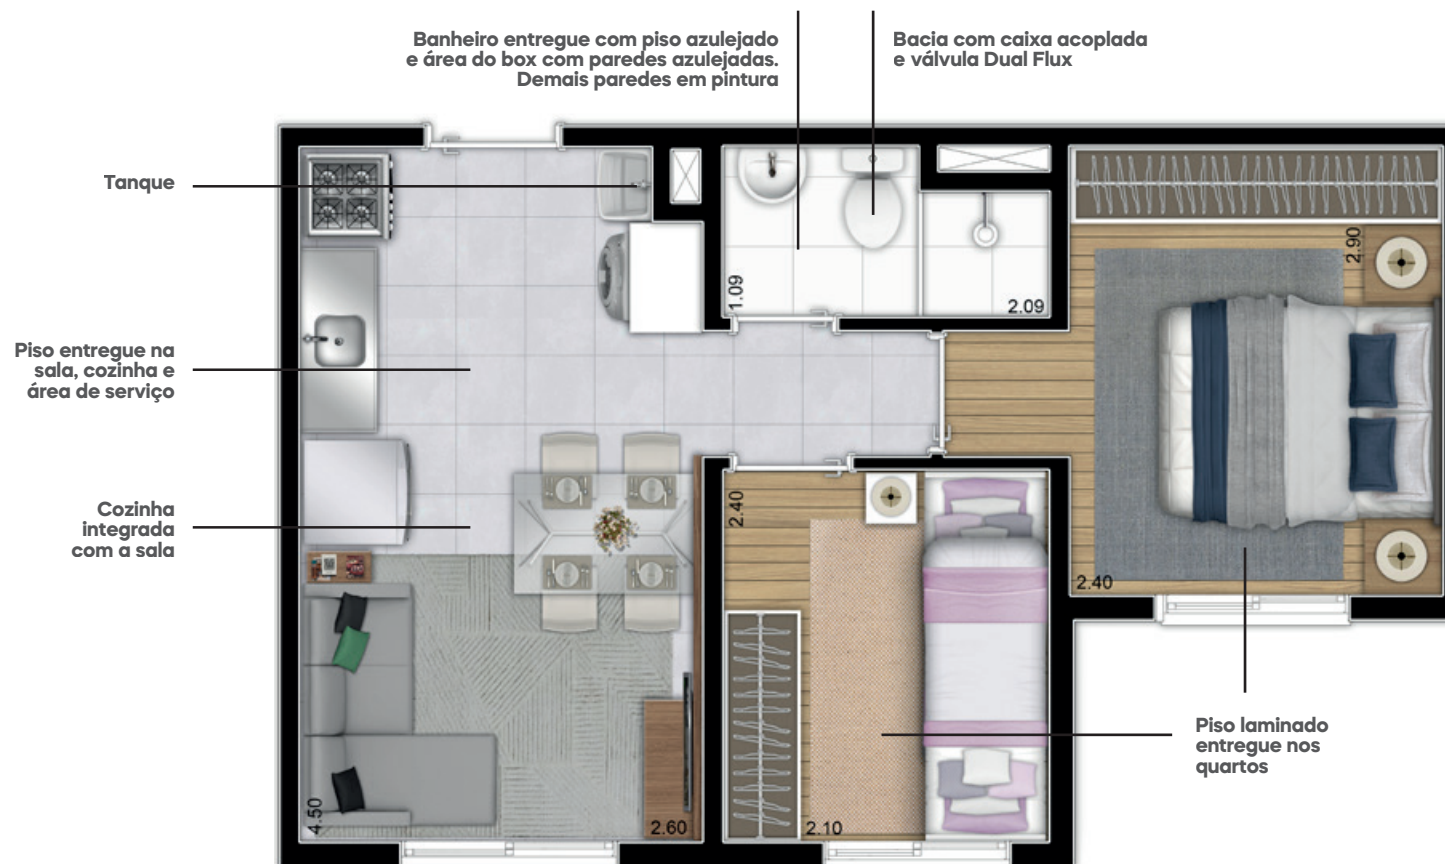 Banheiro entregue com piso azulejado
e área do box com paredes azulejadas.
Demais paredes em pintura
Bacia com caixa acoplada
e válvula Dual Flux
Tanque
2.90
1.09
2.09
Piso entregue na
sala, cozinha e
área de serviço
2.40
Cozinha
integrada
com a sala
2.40
Piso laminado
entregue nos
quartos
4.50
2.60
2.10